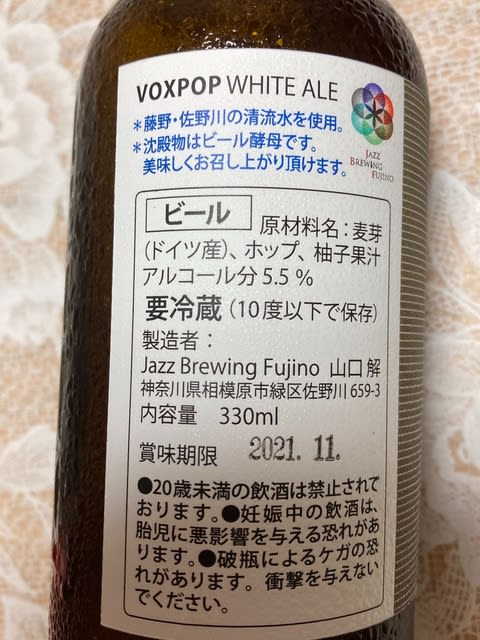 VOXPOP WHITE ALE
＊藤野・佐野川の清流水を使用。
＊沈殿物はビール酵母です。
美味しくお召し上がり頂けます。
JAZZ
BREWING
FUJINO
ビール 原材料名：麦芽
(ドイツ産)、ホップ、柚子果汁
アルコール分 5.5 %
要冷蔵（10度以下で保存）
製造者：
Jazz Brewing Fujino 山口 解
神奈川県相模原市緑区佐野川 659-3
内容量 330ml
賞味期限 2021. 11.
●20歳未満の飲酒は禁止されて
おります。●妊娠中の飲酒は、
胎児に悪影響を与える恐れがあ
ります。●破瓶によるケガの恐
れがあります。衝撃を与えない
でください。